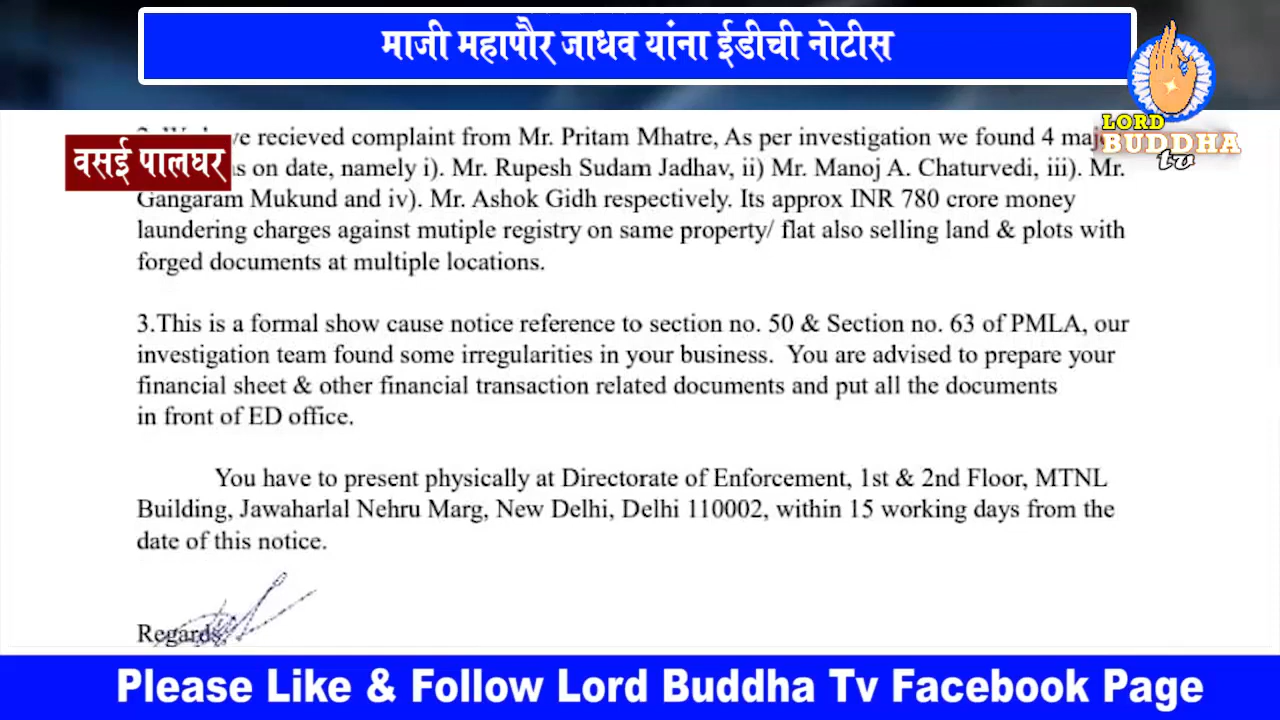 माजी महापौर जाधव यांना ईडीची नोटीस
LORD
BUDDHA
tv
वसई पालघर
recieved complaint from Mr. Pritam Mhatre, As per investigation we found 4
on date, namely i). Mr. Rupesh Sudam Jadhav, ii) Mr. Manoj A. Chaturvedi, iii). Mr.
Gangaram Mukund and iv). Mr. Ashok Gidh respectively. Its approx INR 780 crore money
laundering charges against mutiple registry on same property/ flat also selling land & plots with
forged documents at multiple locations.
3.This is a formal show cause notice reference to section no. 50 & Section no. 63 of PMLA, our
investigation team found some irregularities in your business. You are advised to prepare your
financial sheet & other financial transaction related documents and put all the documents
in front of ED office.
You have to present physically at Directorate of Enforcement, 1st & 2nd Floor, MTNL
Building, Jawaharlal Nehru Marg, New Delhi, Delhi 110002, within 15 working days from the
date of this notice.
Regards,
Please Like & Follow Lord Buddha Tv Facebook Page